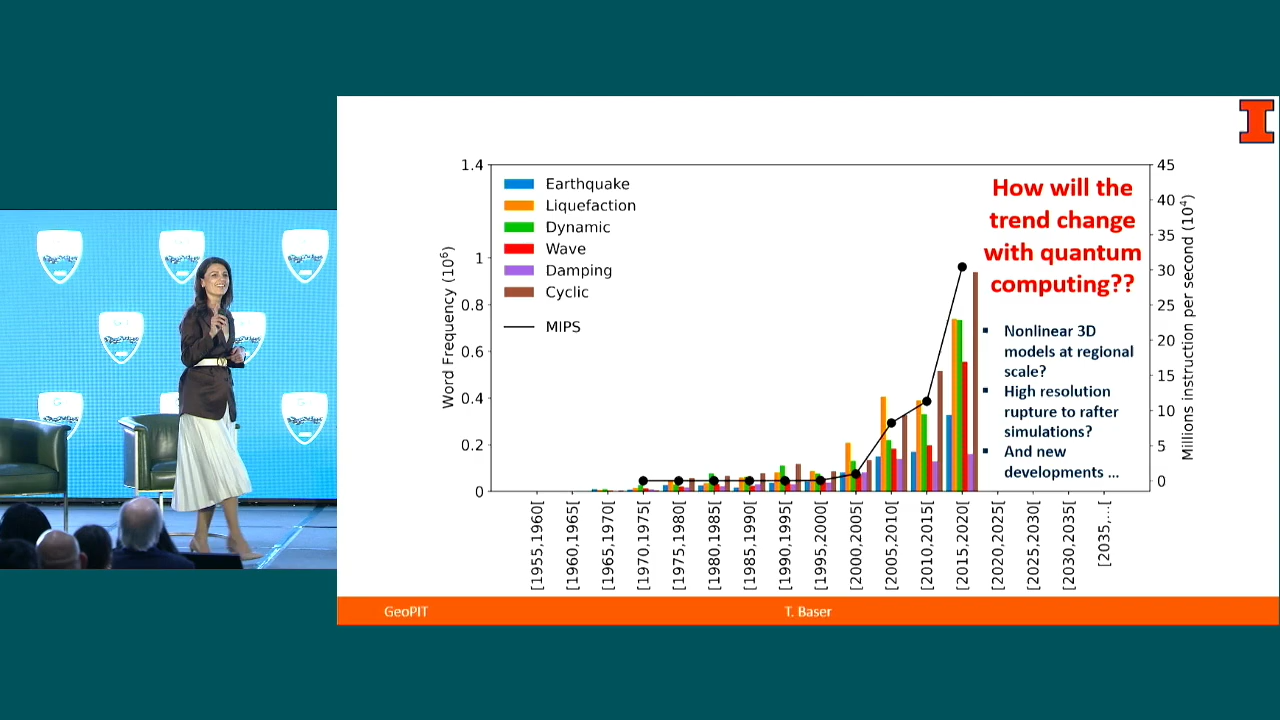 1.4
1
0.8
0.6
0.4
0.2
0
Word Frequency (10⁶)
Earthquake
Liquefaction
Dynamic
Wave
Damping
Cyclic
MIPS
How will the
trend change
with quantum
computing??
▪ Nonlinear 3D
models at regional
scale?
▪ High resolution
rupture to rafter
simulations?
▪ And new
developments ...
45
40
35
30
25
20
15
10
5
0
Millions instruction per second (10⁴)
[1955,1960[
[1960,1965[
[1965,1970[
[1970,1975[
[1975,1980[
[1980,1985[
[1985,1990[
[1990,1995[
[1995,2000[
[2000,2005[
[2005,2010[
[2010,2015[
[2015,2020[
[2020,2025[
[2025,2030[
[2030,2035[
[2035,...[
GeoPIT
T. Baser